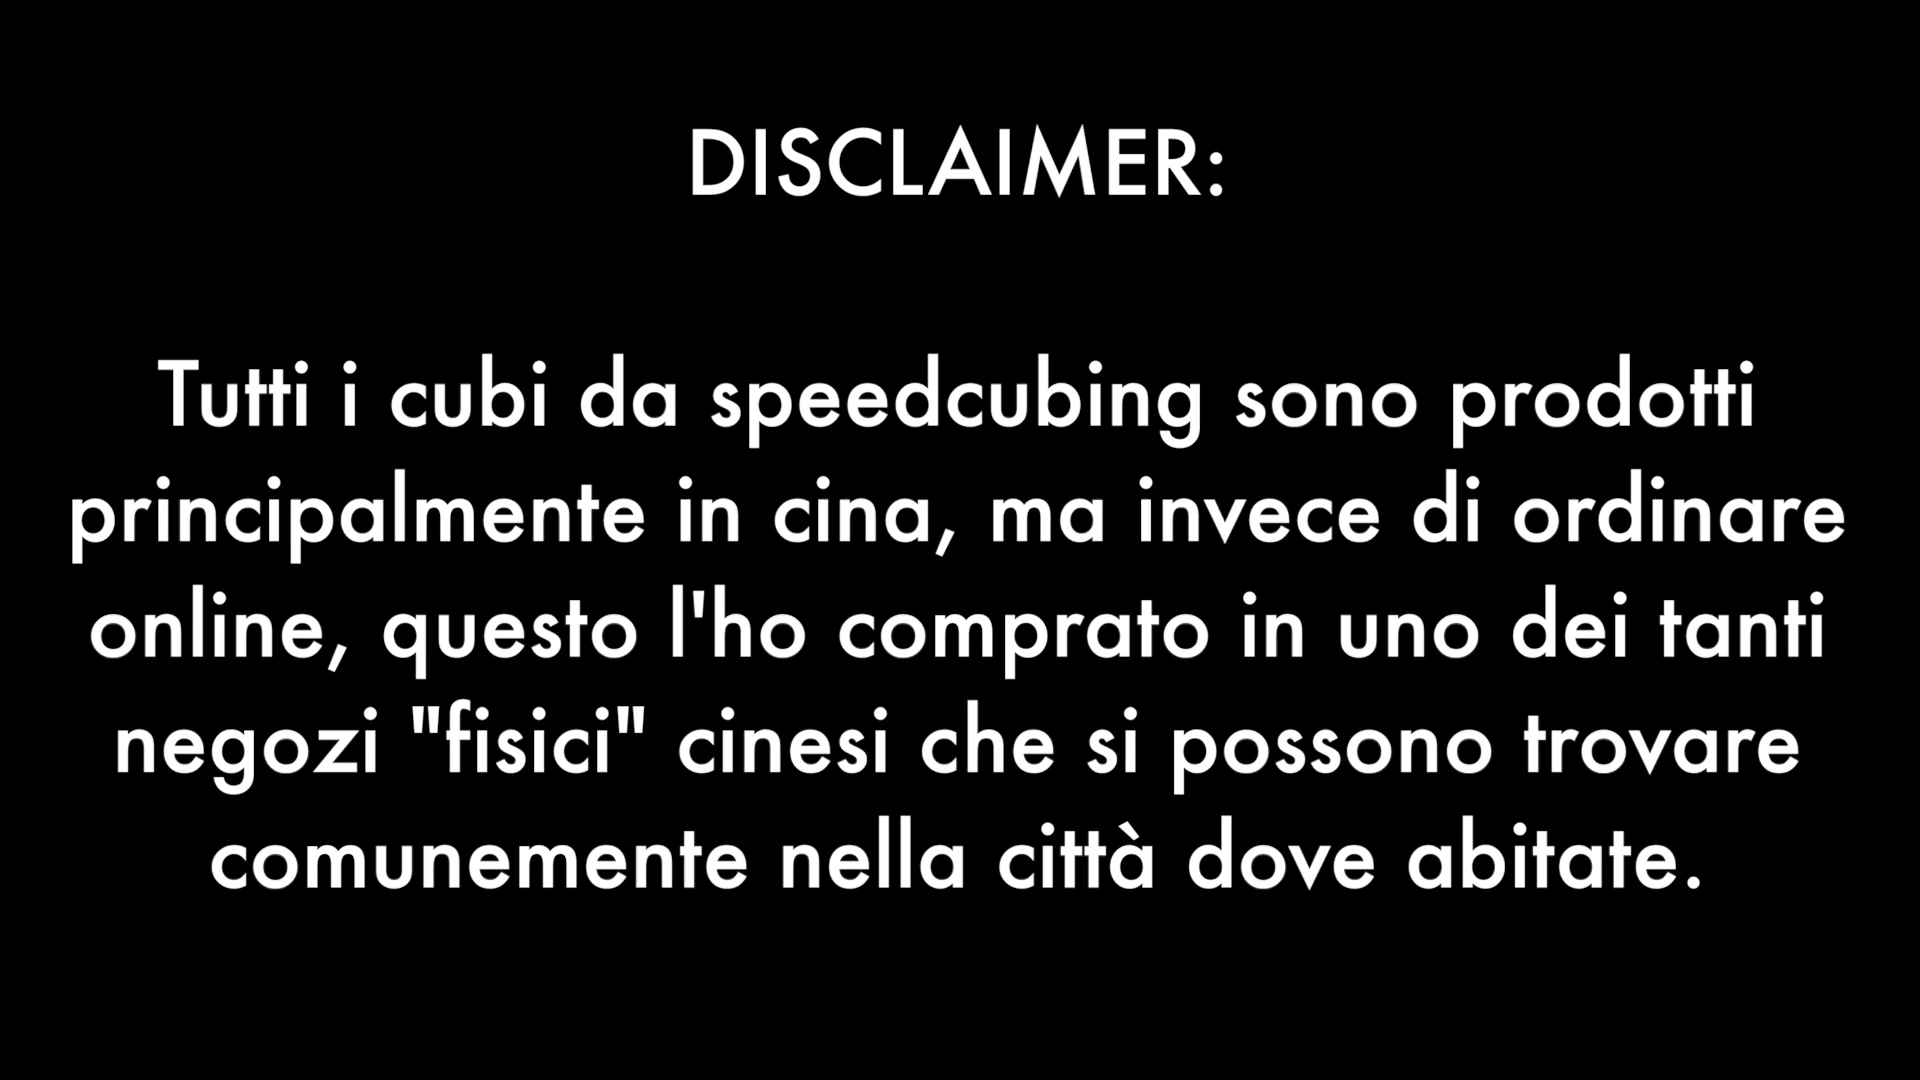 DISCLAIMER:
Tutti i cubi da speedcubing sono prodotti
principalmente in cina, ma invece di ordinare
online, questo l'ho comprato in uno dei tanti
negozi "fisici" cinesi che si possono trovare
comunemente nella città dove abitate.